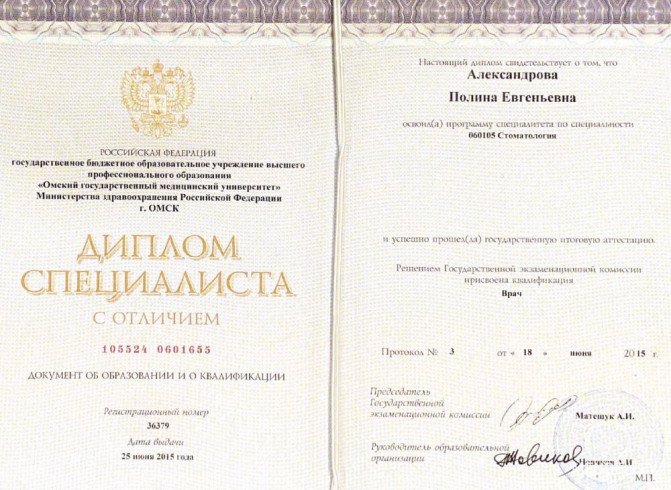 РОССИЙСКАЯ ФЕДЕРАЦИЯ
государственное бюджетное образовательное учреждение высшего
профессионального образования
«Омский государственный медицинский университет»
Министерства здравоохранения Российской Федерации
г. ОМСК
ДИПЛОМ
СПЕЦИАЛИСТА
С ОТЛИЧИЕМ
105524 0601655
ДОКУМЕНТ ОБ ОБРАЗОВАНИИ И О КВАЛИФИКАЦИИ
Регистрационный номер
36379
Дата выдачи
25 июня 2015 года
Настоящий диплом свидетельствует о том, что
Александрова
Полина Евгеньевна
освоил(а) программу специалитета по специальности
060105 Стоматология
и успешно прошел(ла) государственную итоговую аттестацию
Решением Государственной экзаменационной комиссии
присвоена квалификация
Врач
Протокол № 3 от « 18 » июня 2015 г.
Председатель
Государственной
экзаменационной комиссии
Матещук А.И.
Руководитель образовательной
организации
А.И
М.П.